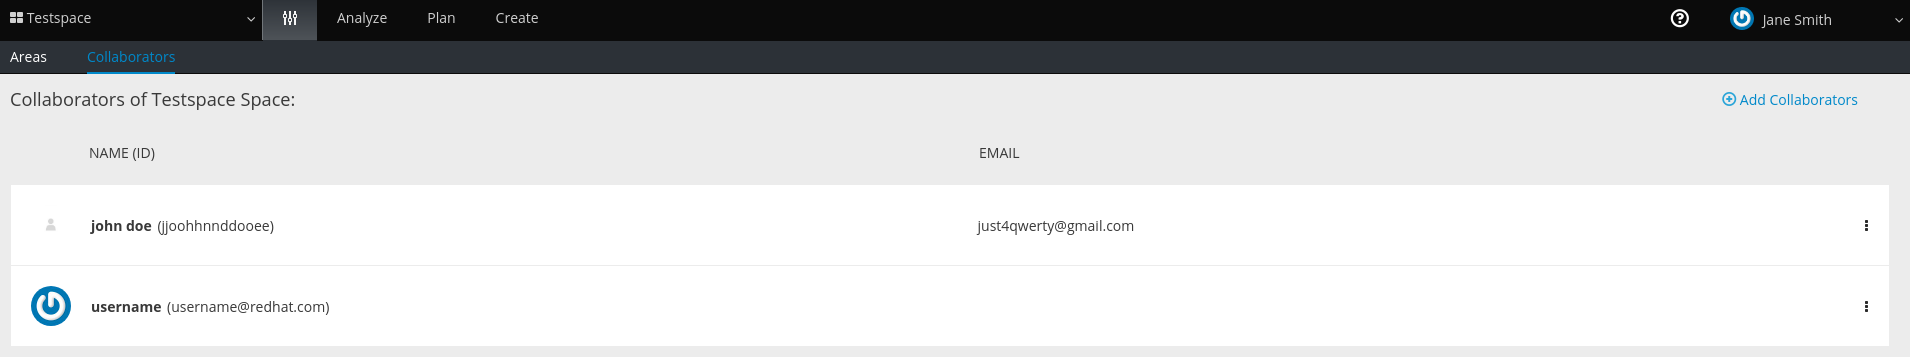 Testspace Analyze Plan Create Jane Smith
Areas Collaborators
Collaborators of Testspace Space: Add Collaborators
NAME (ID) EMAIL
john doe (jjoohhnnddooee) just4qwerty@gmail.com
username (username@redhat.com)